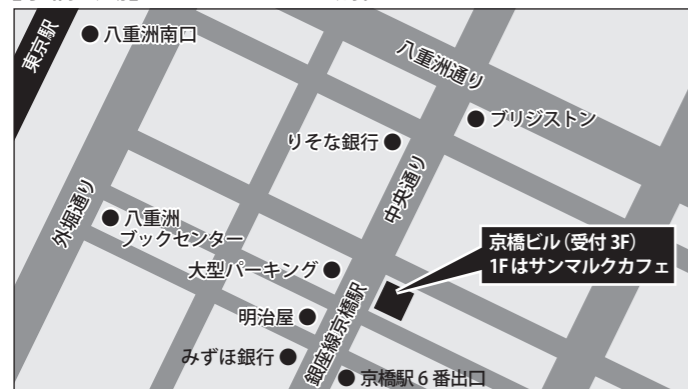 東京駅
八重洲南口
八重洲通り
ブリジストン
りそな銀行
中央通り
外堀通り
八重洲
ブックセンター
京橋ビル（受付 3F）
1Fはサンマルクカフェ
大型パーキング
銀座線京橋駅
明治屋
みずほ銀行
京橋駅 6 番出口